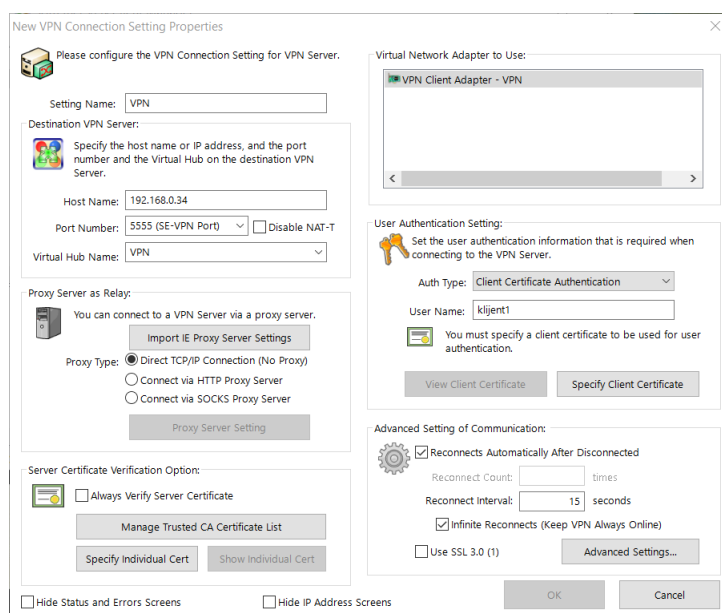 New VPN Connection Setting Properties
Please configure the VPN Connection Setting for VPN Server.
Setting Name: VPN
Destination VPN Server:
Specify the host name or IP address, and the port
number and the Virtual Hub on the destination VPN
Server.
Host Name: 192.168.0.34
Port Number: 5555 (SE-VPN Port) Disable NAT-T
Virtual Hub Name: VPN
Proxy Server as Relay:
You can connect to a VPN Server via a proxy server.
Import IE Proxy Server Settings
Proxy Type: Direct TCP/IP Connection (No Proxy)
Connect via HTTP Proxy Server
Connect via SOCKS Proxy Server
Proxy Server Setting
Server Certificate Verification Option:
Always Verify Server Certificate
Manage Trusted CA Certificate List
Specify Individual Cert Show Individual Cert
Hide Status and Errors Screens Hide IP Address Screens
Virtual Network Adapter to Use:
VPN Client Adapter - VPN
User Authentication Setting:
Set the user authentication information that is required when
connecting to the VPN Server.
Auth Type: Client Certificate Authentication
User Name: klijent1
You must specify a client certificate to be used for user
authentication.
View Client Certificate Specify Client Certificate
Advanced Setting of Communication:
Reconnects Automatically After Disconnected
Reconnect Count: times
Reconnect Interval: 15 seconds
Infinite Reconnects (Keep VPN Always Online)
Use SSL 3.0 (1) Advanced Settings...
OK Cancel